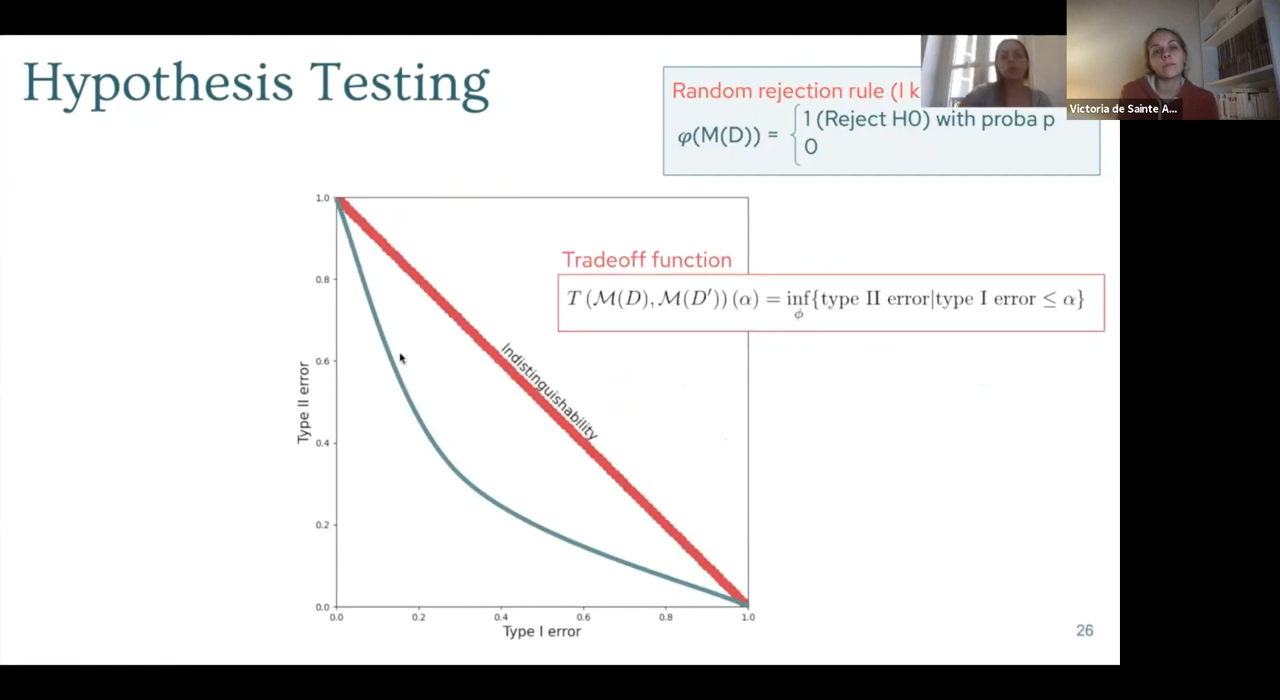 Hypothesis Testing
Random rejection rule (I k
φ(M(D)) =
1 (Reject H0) with proba p
0
Victoria de Sainte A...
Tradeoff function
T (M(D), M(D′)) (α) = inf{type II error|type I error ≤ α}
ϕ
Indistinguishability
Type II error
1.0
0.8
0.6
0.4
0.2
0.0
0.0 0.2 0.4 0.6 0.8 1.0
Type I error
26